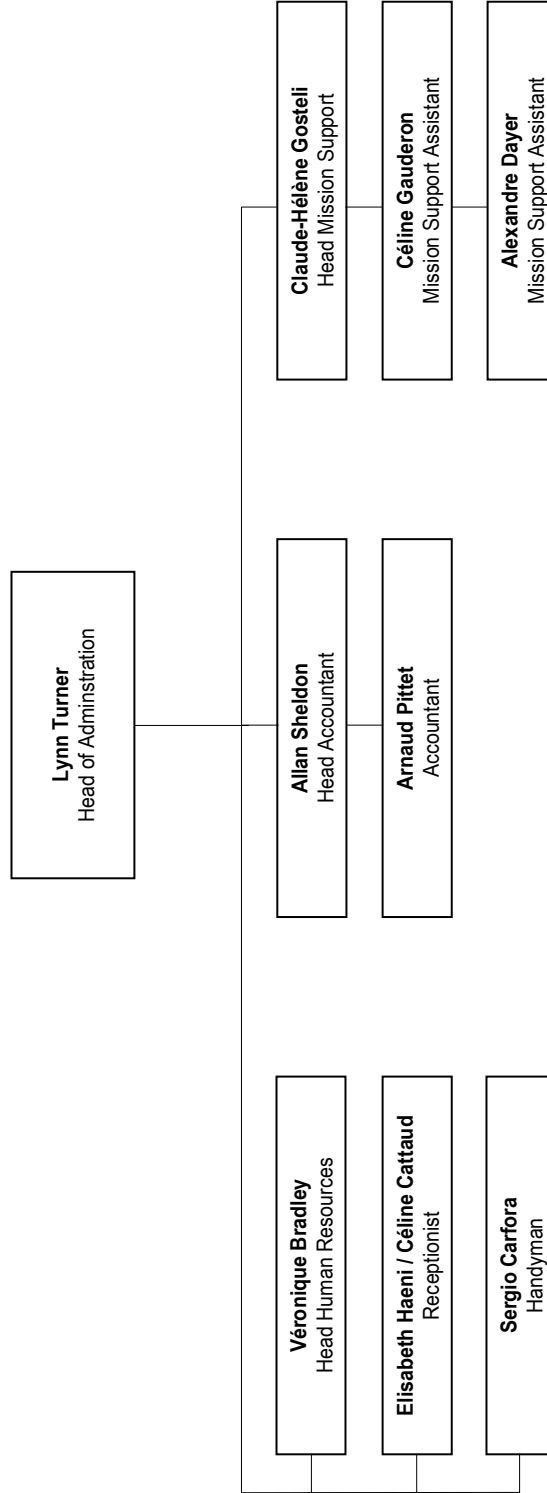 Lynn Turner
Head of Adminstration
Véronique Bradley
Head Human Resources
Elisabeth Haeni / Céline Cattaud
Receptionist
Sergio Carfora
Handyman
Allan Sheldon
Head Accountant
Arnaud Pittet
Accountant
Claude-Hélène Gosteli
Head Mission Support
Céline Gauderon
Mission Support Assistant
Alexandre Dayer
Mission Support Assistant